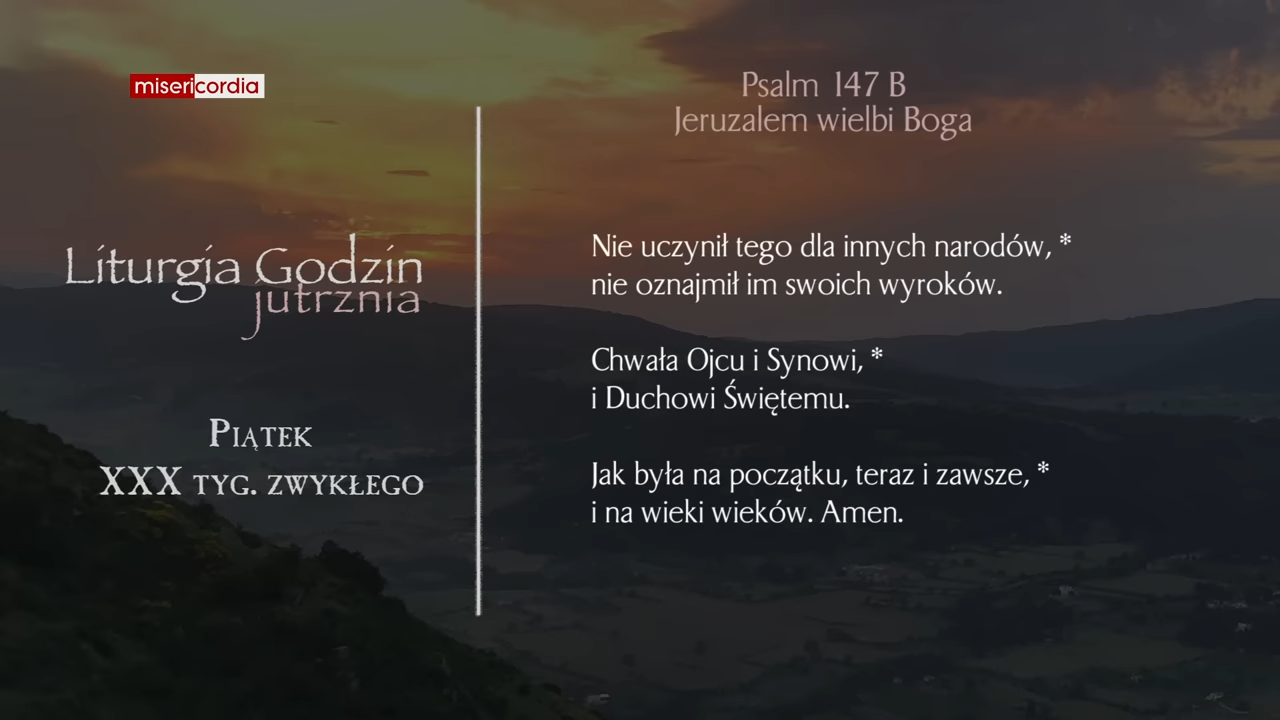 misericordia
Liturgia Godzin
jutrznia
Piątek
XXX tyg. zwykłego
Psalm 147 B
Jeruzalem wielbi Boga
Nie uczynił tego dla innych narodów, *
nie oznajmił im swoich wyroków.
Chwała Ojcu i Synowi, *
i Duchowi Świętemu.
Jak była na początku, teraz i zawsze, *
i na wieki wieków. Amen.